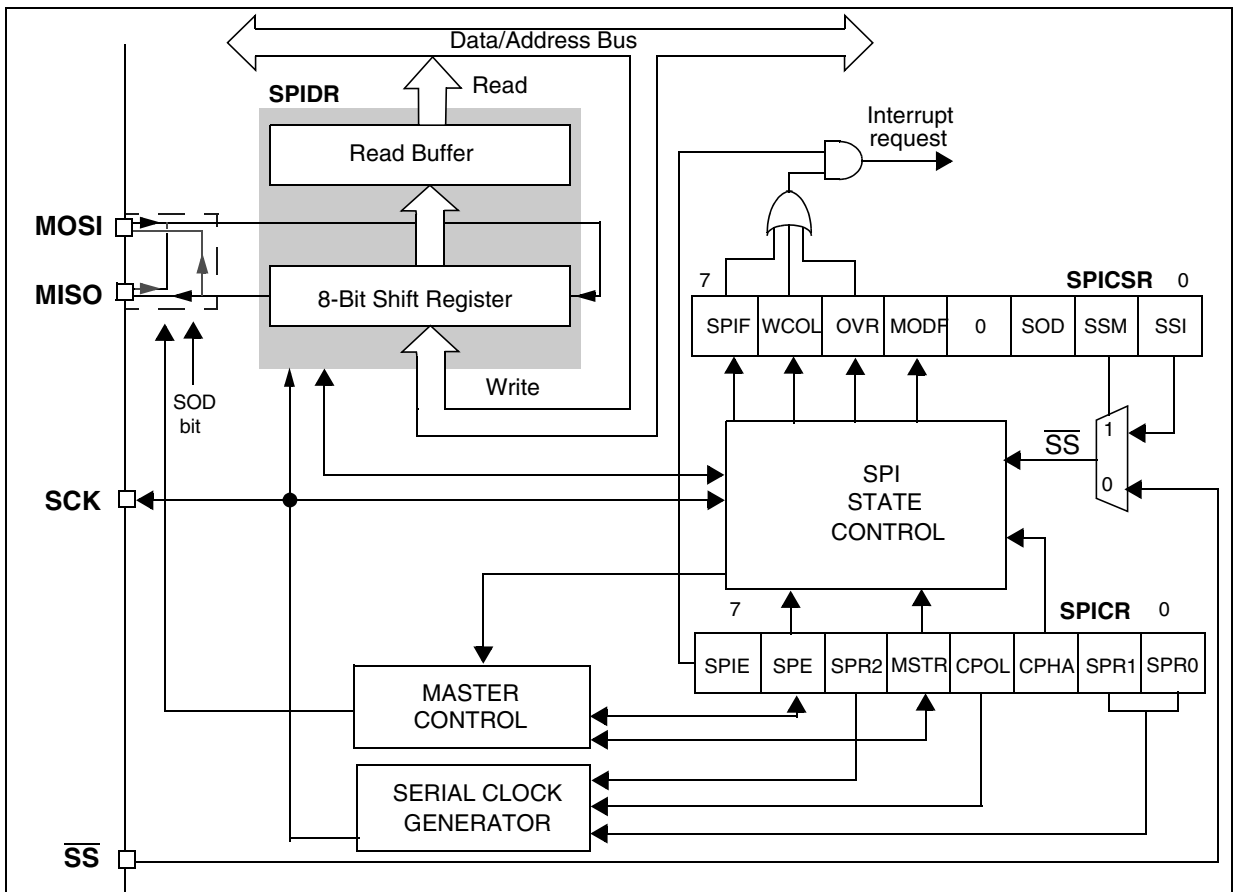 Data/Address Bus
SPIDR
Read
Read Buffer
Interrupt
request
MOSI
MISO
8-Bit Shift Register
Write
SOD
bit
7
SPICSR
0
SPIF
WCOL
OVR
MODF
0
SOD
SSM
SSI
1
0
SS
SCK
SPI
STATE
CONTROL
7
SPICR
0
SPIE
SPE
SPR2
MSTR
CPOL
CPHA
SPR1
SPR0
MASTER
CONTROL
SERIAL CLOCK
GENERATOR
SS